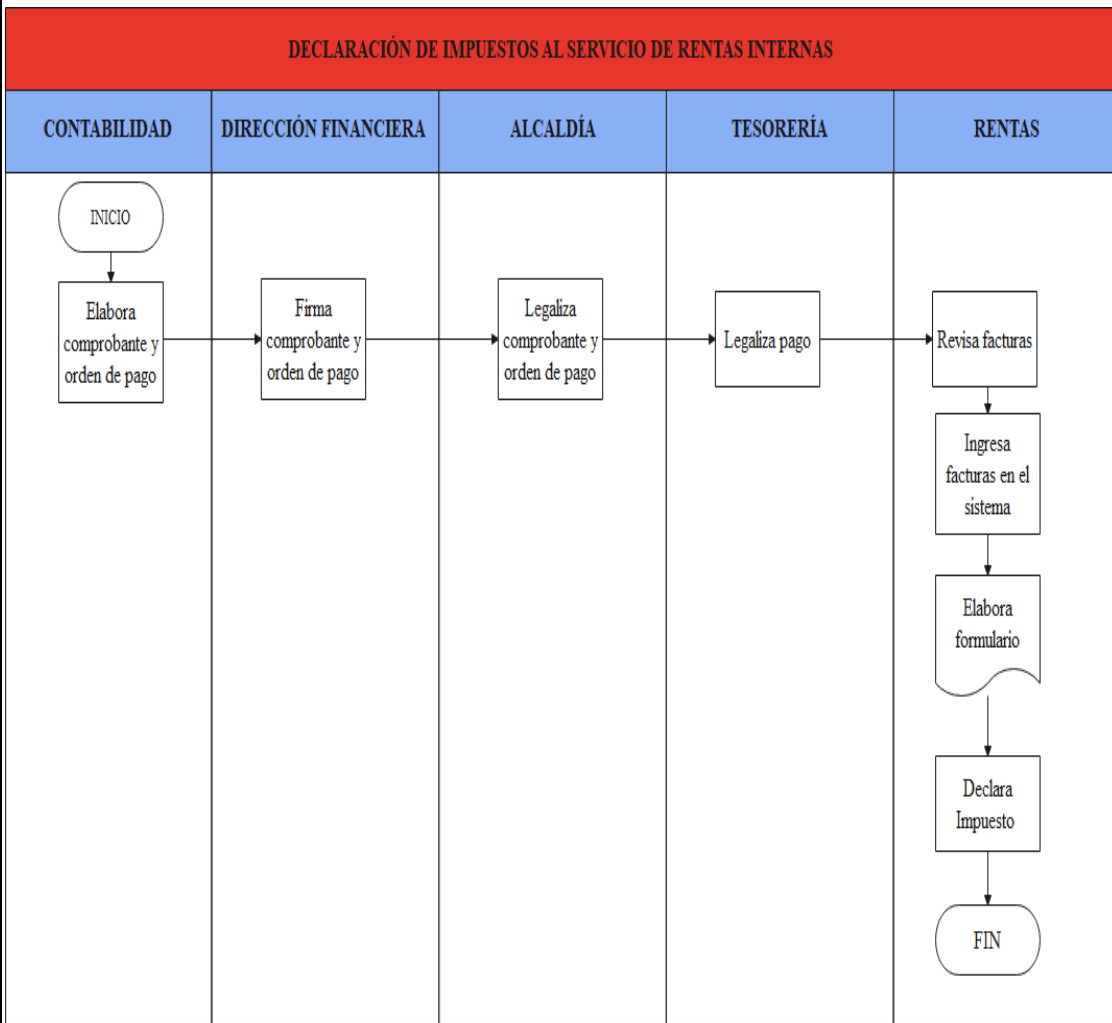 DECLARACIÓN DE IMPUESTOS AL SERVICIO DE RENTAS INTERNAS
CONTABILIDAD
DIRECCIÓN FINANCIERA
ALCALDÍA
TESORERÍA
RENTAS
INICIO
Elabora
comprobante y
orden de pago
Firma
comprobante y
orden de pago
Legaliza
comprobante y
orden de pago
Legaliza pago
Revisa facturas
Ingresa
facturas en el
sistema
Elabora
formulario
Declara
Impuesto
FIN